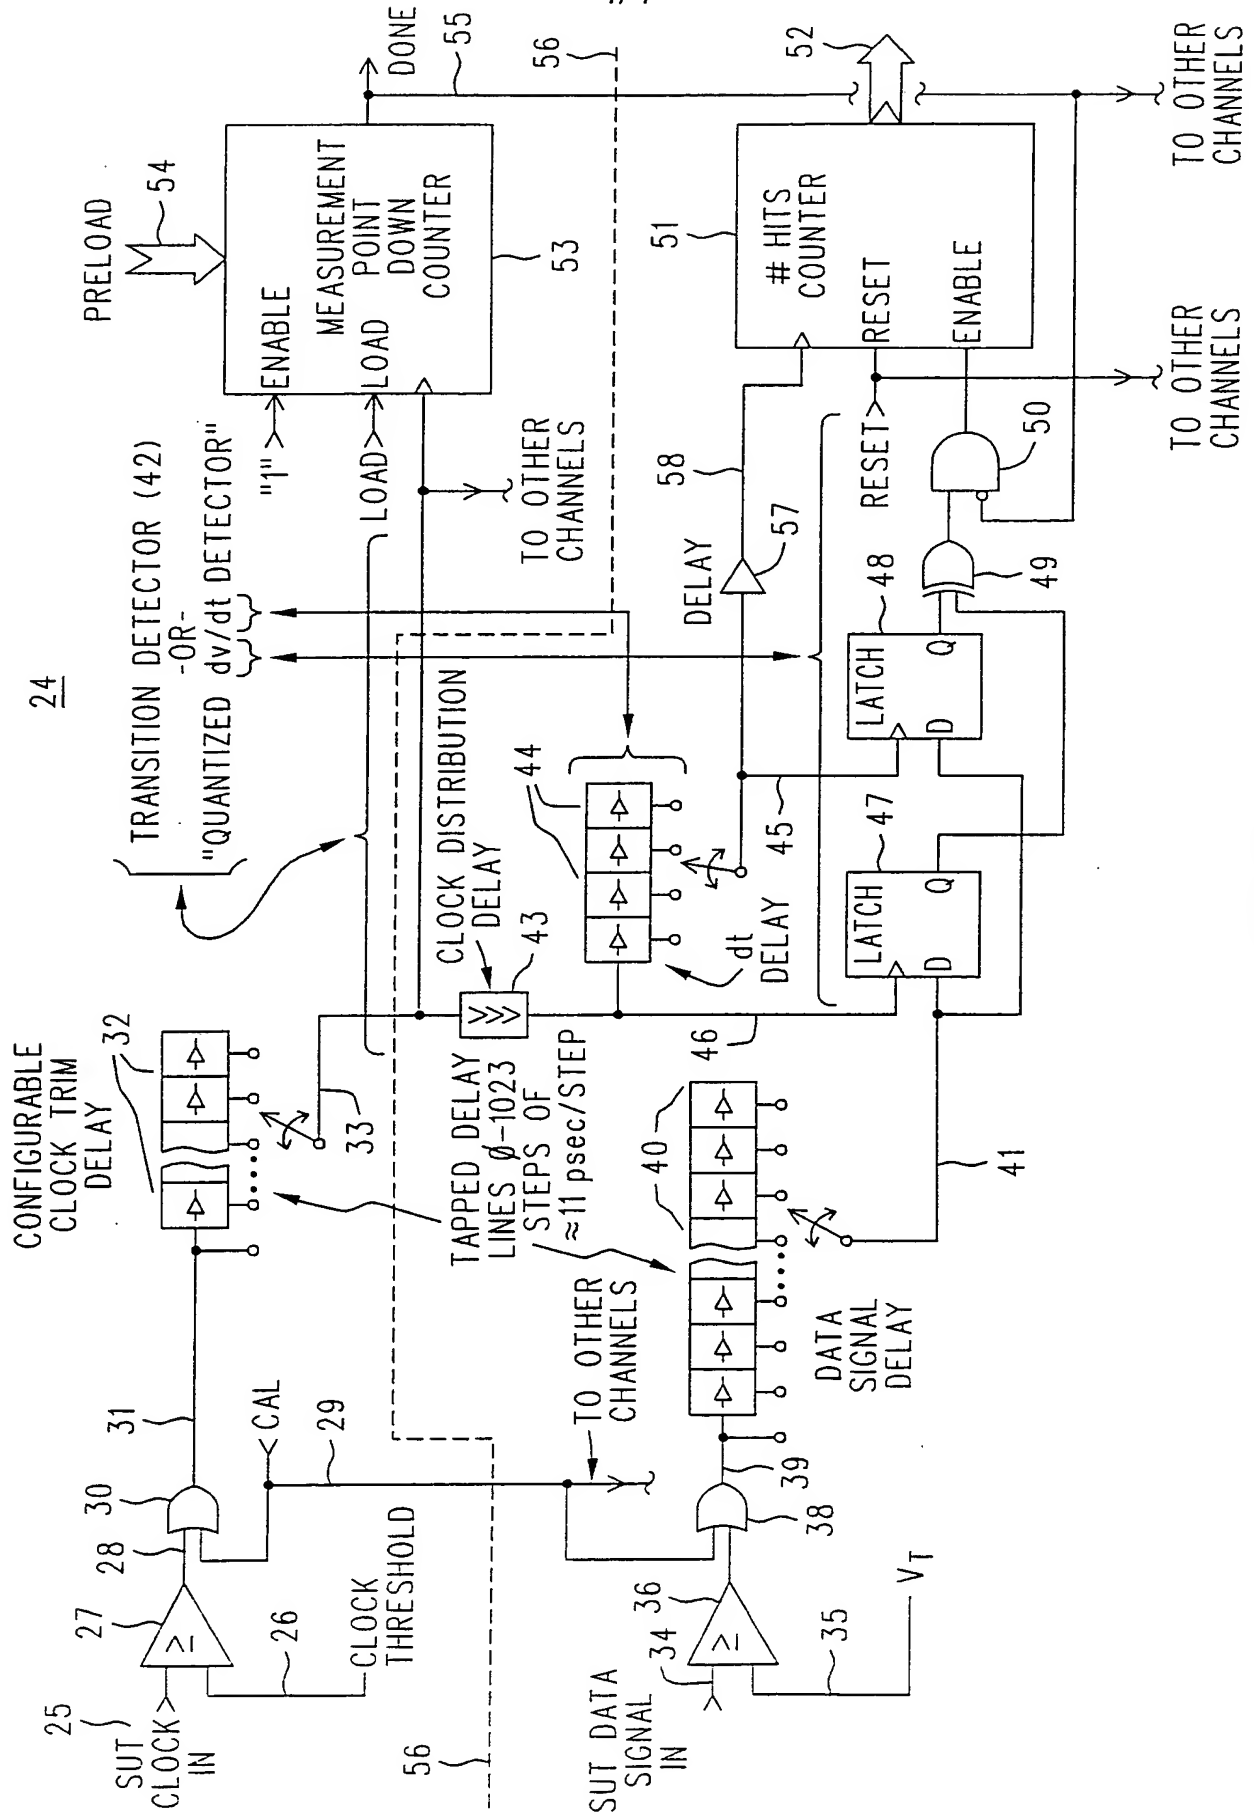 24
SUT
CLOCK
IN
25
27
28
30
31
26
CLOCK
THRESHOLD
CAL
29
CONFIGURABLE
CLOCK TRIM
DELAY
32
33
TRANSITION DETECTOR (42)
-OR-
"QUANTIZED dv/dt DETECTOR"
PRELOAD
54
"1"
ENABLE
LOAD
LOAD
MEASUREMENT
POINT
DOWN
COUNTER
53
DONE
55
TO OTHER
CHANNELS
56
56
CLOCK DISTRIBUTION
DELAY
43
TAPPED DELAY
LINES Ø-1023
STEPS OF
≈11 psec/STEP
TO OTHER
CHANNELS
44
dt
DELAY
45
46
DELAY
57
58
SUT DATA
SIGNAL
IN
34
36
≥
≥
35
VT
38
39
40
DATA
SIGNAL
DELAY
41
LATCH
D
Q
47
LATCH
D
Q
48
49
50
RESET
51
# HITS
COUNTER
RESET
ENABLE
52
TO OTHER
CHANNELS
TO OTHER
CHANNELS